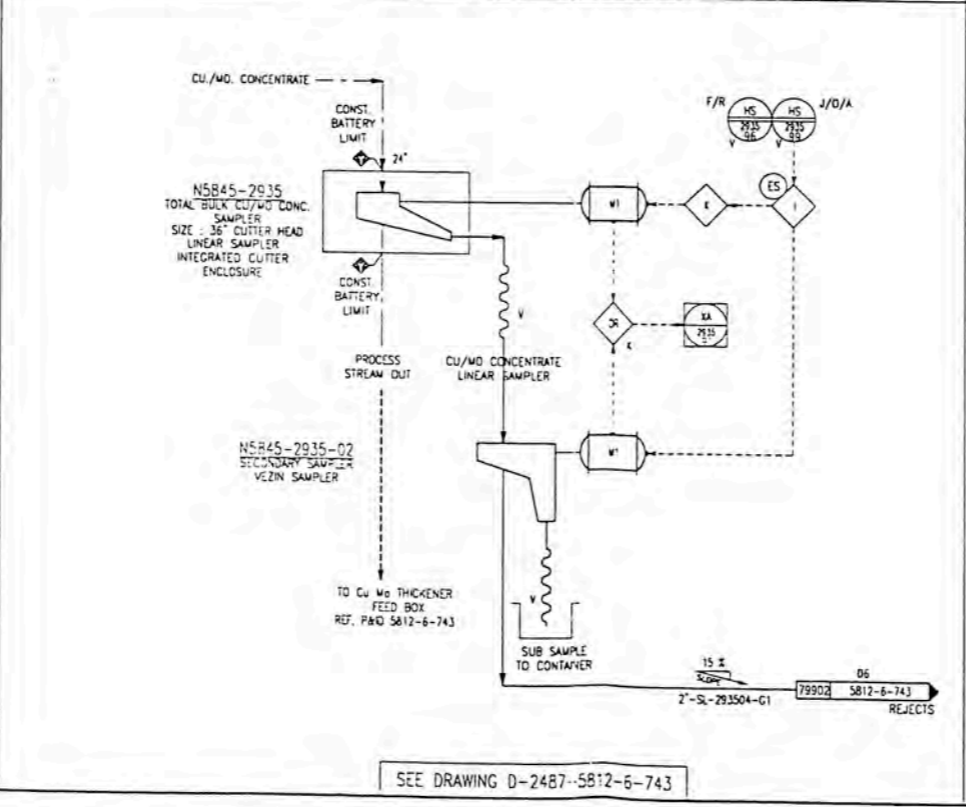 CU./MO. CONCENTRATE
F/R
HS
HS
J/O/A
2935
96
2935
99
V
V
CONST.
BATTERY
LIMIT
24"
ES
I
N5845-2935
TOTAL BULK CU/MO CONC.
SAMPLER
SIZE : 36" CUTTER HEAD
LINEAR SAMPLER
INTEGRATED CUTTER
ENCLOSURE
K
CONST.
BATTERY
LIMIT
V
OR
K
XA
2935
PROCESS
STREAM OUT
CU/MO CONCENTRATE
LINEAR SAMPLER
N5845-2935-02
SECONDARY SAMPLER
VEZIN SAMPLER
V
TO Cu Mo THICKENER
FEED BOX
REF. P&ID 5812-6-743
SUB SAMPLE
TO CONTAINER
15 %
SLOPE
2"-SL-293504-G1
D6
79902
5812-6-743
REJECTS
SEE DRAWING D-2487--5812-6-743